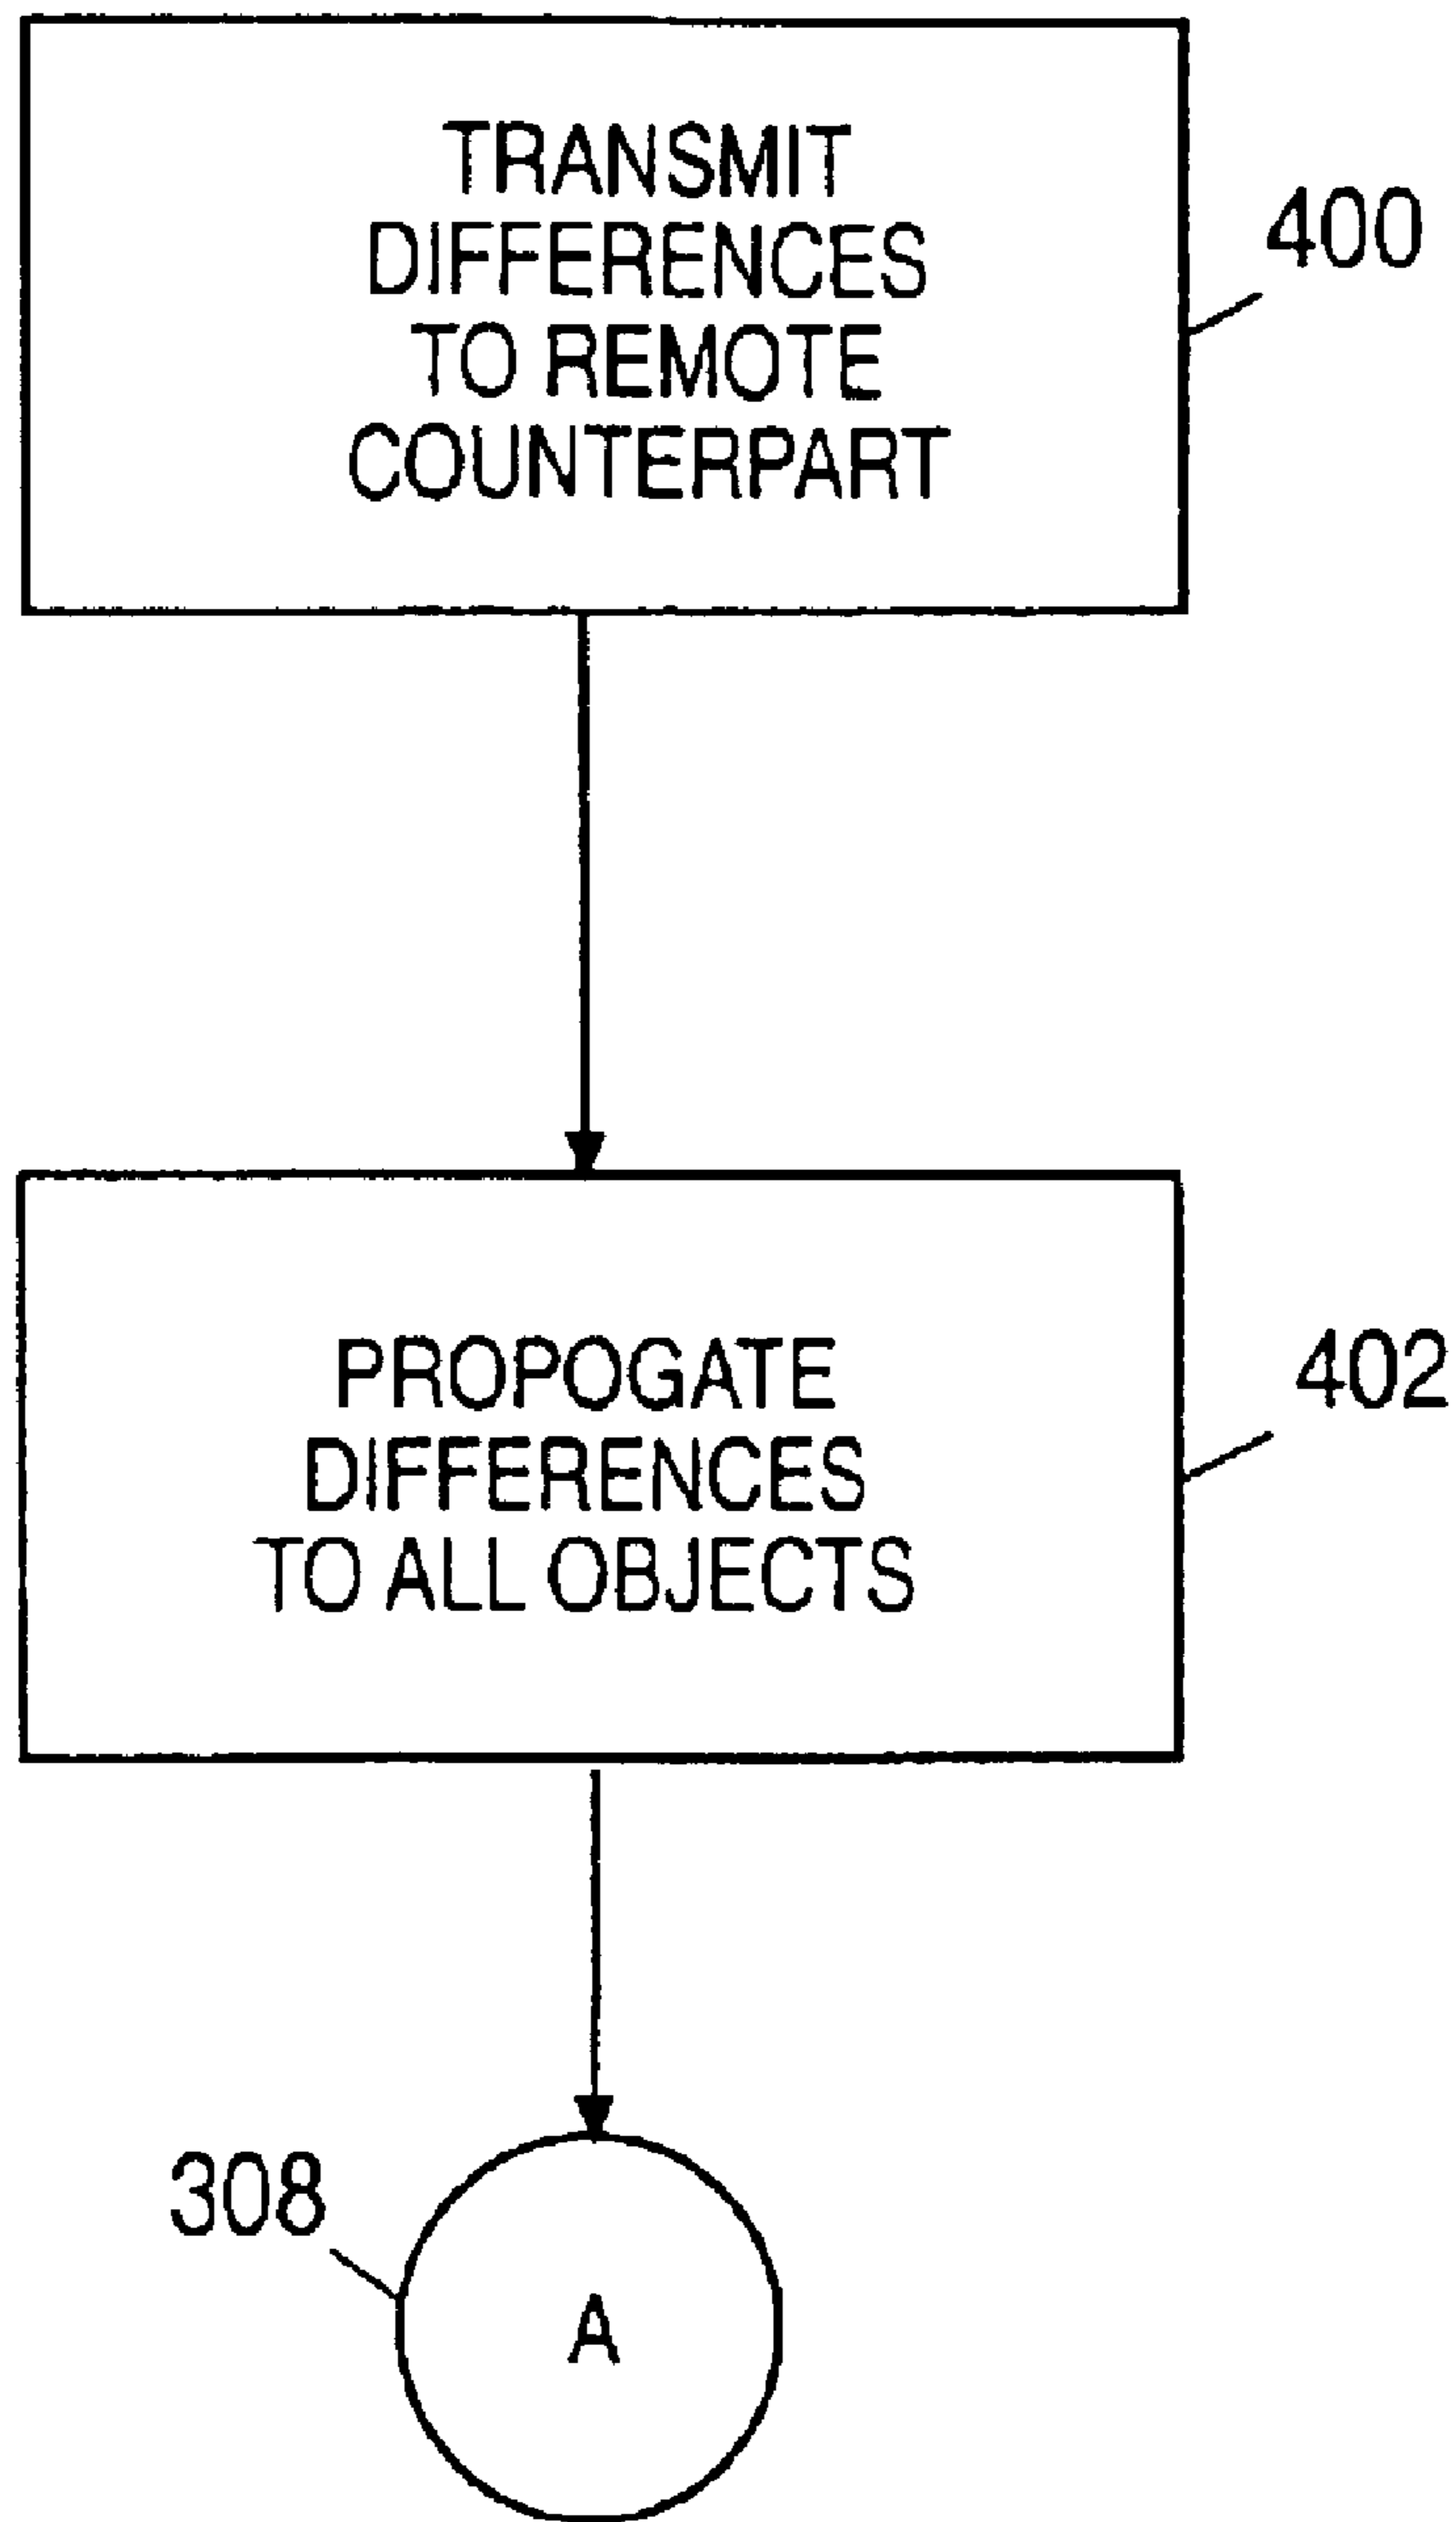 TRANSMIT
DIFFERENCES
TO REMOTE
COUNTERPART
400
PROPOGATE
DIFFERENCES
TO ALL OBJECTS
402
308
A